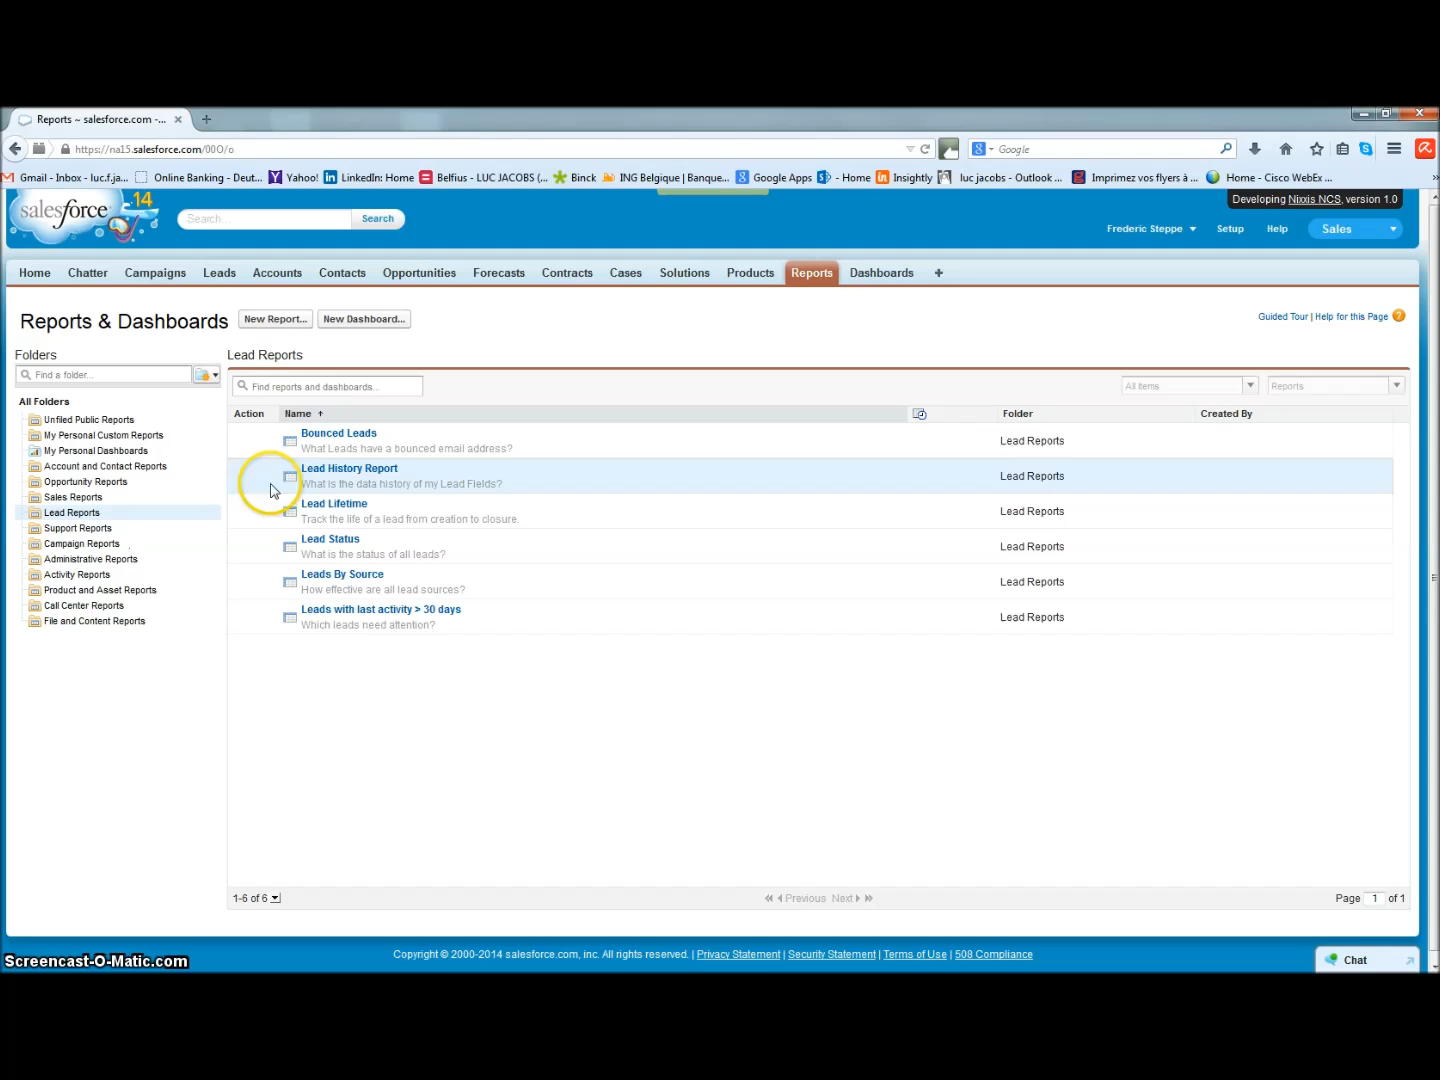 Reports ~ salesforce.com -...
https://na15.salesforce.com/00O/o
Google
Gmail - Inbox - luc.f.ja... Online Banking - Deut... Yahoo! LinkedIn: Home Belfius - LUC JACOBS (... Binck ING Belgique | Banque... Google Apps - Home Insightly luc jacobs - Outlook ... Imprimez vos flyers à ... Home - Cisco WebEx ...
salesforce
14
Search...
Search
Developing Nixxis NCS, version 1.0
Frederic Steppe Setup Help Sales
Home Chatter Campaigns Leads Accounts Contacts Opportunities Forecasts Contracts Cases Solutions Products Reports Dashboards +
Reports & Dashboards
New Report... New Dashboard...
Guided Tour | Help for this Page
Folders
Find a folder...
All Folders
Unfiled Public Reports
My Personal Custom Reports
My Personal Dashboards
Account and Contact Reports
Opportunity Reports
Sales Reports
Lead Reports
Support Reports
Campaign Reports
Administrative Reports
Activity Reports
Product and Asset Reports
Call Center Reports
File and Content Reports
Lead Reports
Find reports and dashboards...
All items
Reports
Action Name Folder Created By
Bounced Leads
What Leads have a bounced email address?
Lead Reports
Lead History Report
What is the data history of my Lead Fields?
Lead Reports
Lead Lifetime
Track the life of a lead from creation to closure.
Lead Reports
Lead Status
What is the status of all leads?
Lead Reports
Leads By Source
How effective are all lead sources?
Lead Reports
Leads with last activity > 30 days
Which leads need attention?
Lead Reports
1-6 of 6
Previous Next
Page 1 of 1
Copyright © 2000-2014 salesforce.com, inc. All rights reserved. | Privacy Statement | Security Statement | Terms of Use | 508 Compliance
Chat
Screencast-O-Matic.com